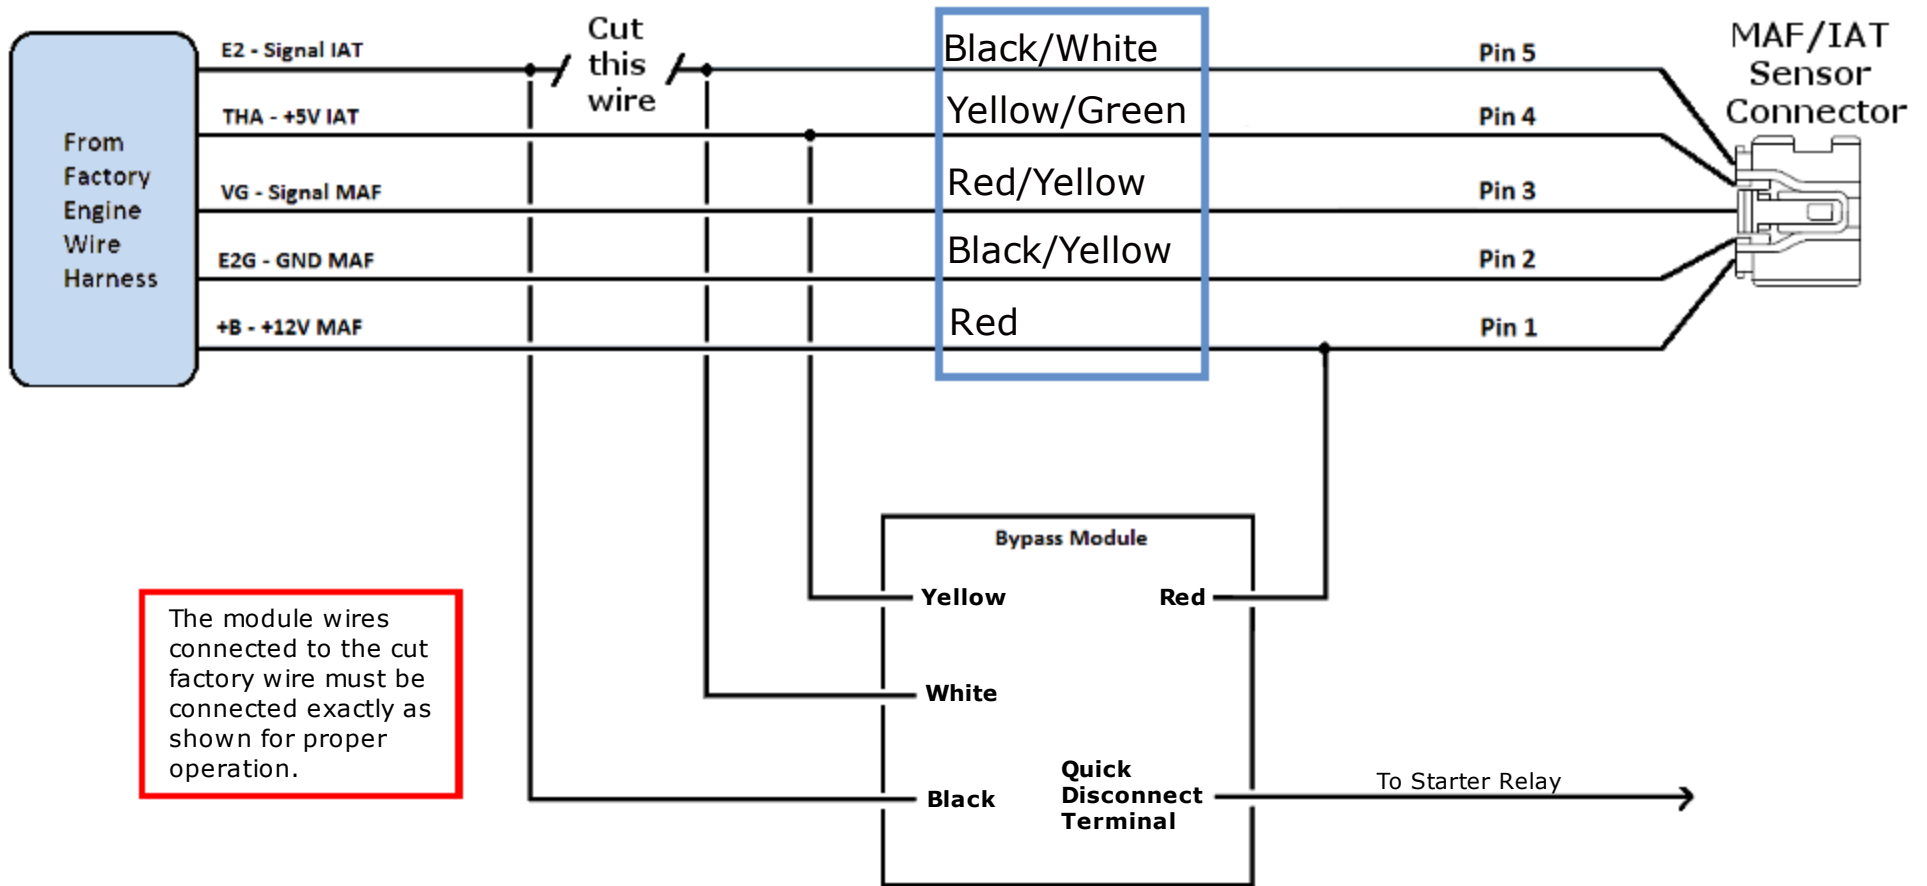 E2 - Signal IAT
Cut
this
wire
Black/White
Pin 5
MAF/IAT
Sensor
Connector
THA - +5V IAT
Yellow/Green
Pin 4
From
Factory
Engine
Wire
Harness
VG - Signal MAF
Red/Yellow
Pin 3
E2G - GND MAF
Black/Yellow
Pin 2
+B - +12V MAF
Red
Pin 1
Bypass Module
Yellow
Red
White
Black
Quick
Disconnect
Terminal
To Starter Relay
The module wires
connected to the cut
factory wire must be
connected exactly as
shown for proper
operation.